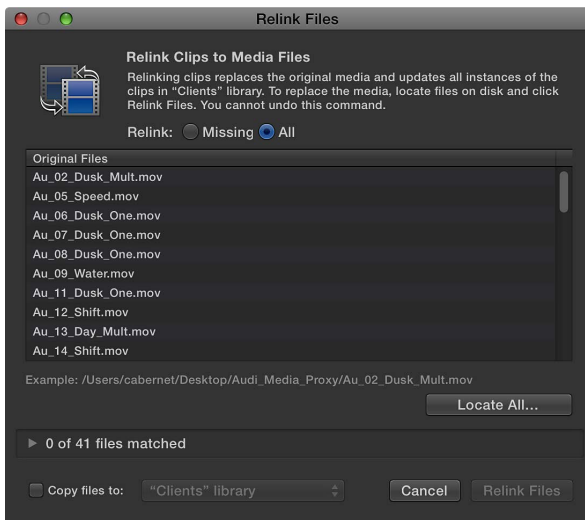 Relink Files
Relink Clips to Media Files
Relinking clips replaces the original media and updates all instances of the
clips in “Clients” library. To replace the media, locate files on disk and click
Relink Files. You cannot undo this command.
Relink: Missing All
Original Files
Au_02_Dusk_Mult.mov
Au_05_Speed.mov
Au_06_Dusk_One.mov
Au_07_Dusk_One.mov
Au_08_Dusk_One.mov
Au_09_Water.mov
Au_11_Dusk_One.mov
Au_12_Shift.mov
Au_13_Day_Mult.mov
Au_14_Shift.mov
Example: /Users/cabernet/Desktop/Audi_Media_Proxy/Au_02_Dusk_Mult.mov
Locate All...
0 of 41 files matched
Copy files to: “Clients” library Cancel Relink Files